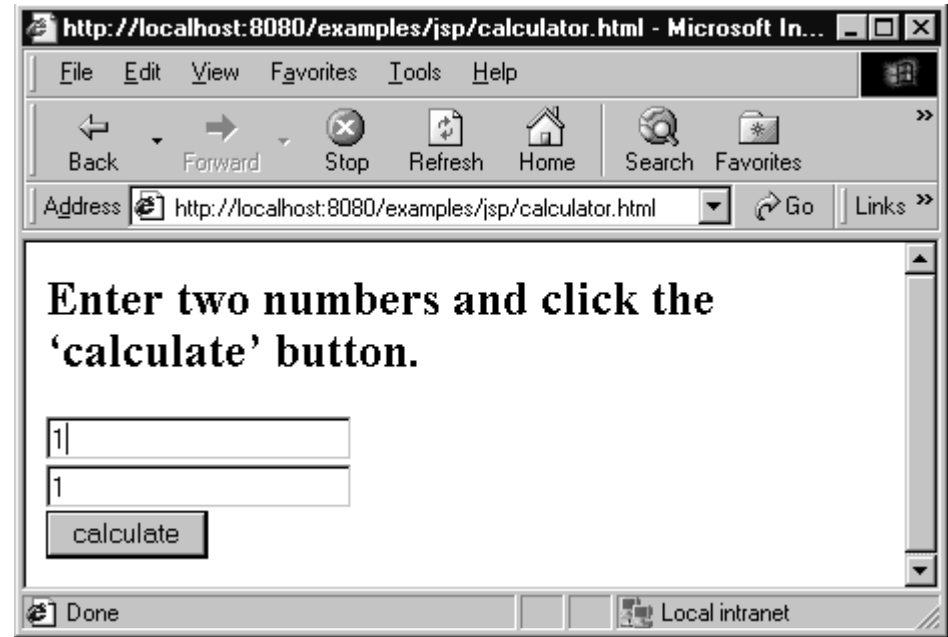 http://localhost:8080/examples/jsp/calculator.html - Microsoft In...
File Edit View Favorites Tools Help
Back Forward Stop Refresh Home Search Favorites »
Address http://localhost:8080/examples/jsp/calculator.html Go Links »
Enter two numbers and click the
‘calculate’ button.
1
1
calculate
Done Local intranet